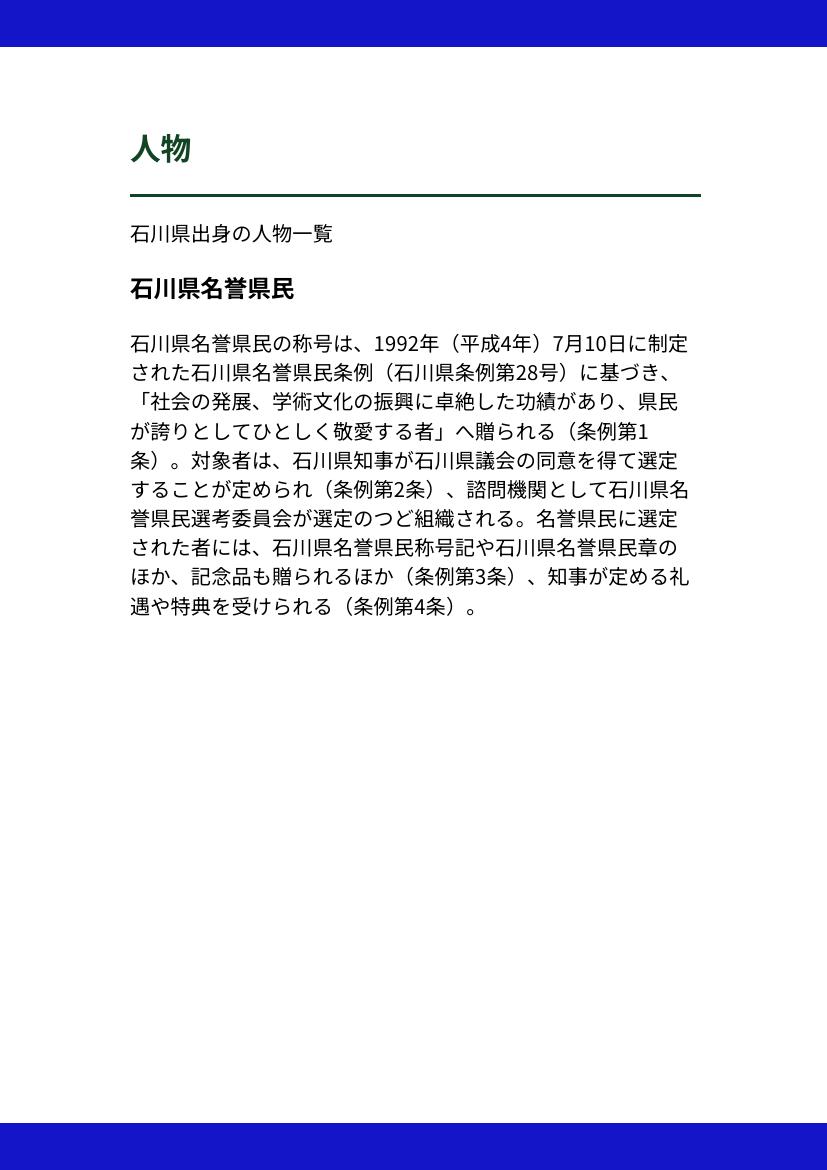 人物
石川県出身の人物一覧
石川県名誉県民
石川県名誉県民の称号は、1992年（平成4年）7月10日に制定
された石川県名誉県民条例（石川県条例第28号）に基づき、
「社会の発展、学術文化の振興に卓絶した功績があり、県民
が誇りとしてひとしく敬愛する者」へ贈られる（条例第1
条）。対象者は、石川県知事が石川県議会の同意を得て選定
することが定められ（条例第2条）、諮問機関として石川県名
誉県民選考委員会が選定のつど組織される。名誉県民に選定
された者には、石川県名誉県民称号記や石川県名誉県民章の
ほか、記念品も贈られるほか（条例第3条）、知事が定める礼
遇や特典を受けられる（条例第4条）。